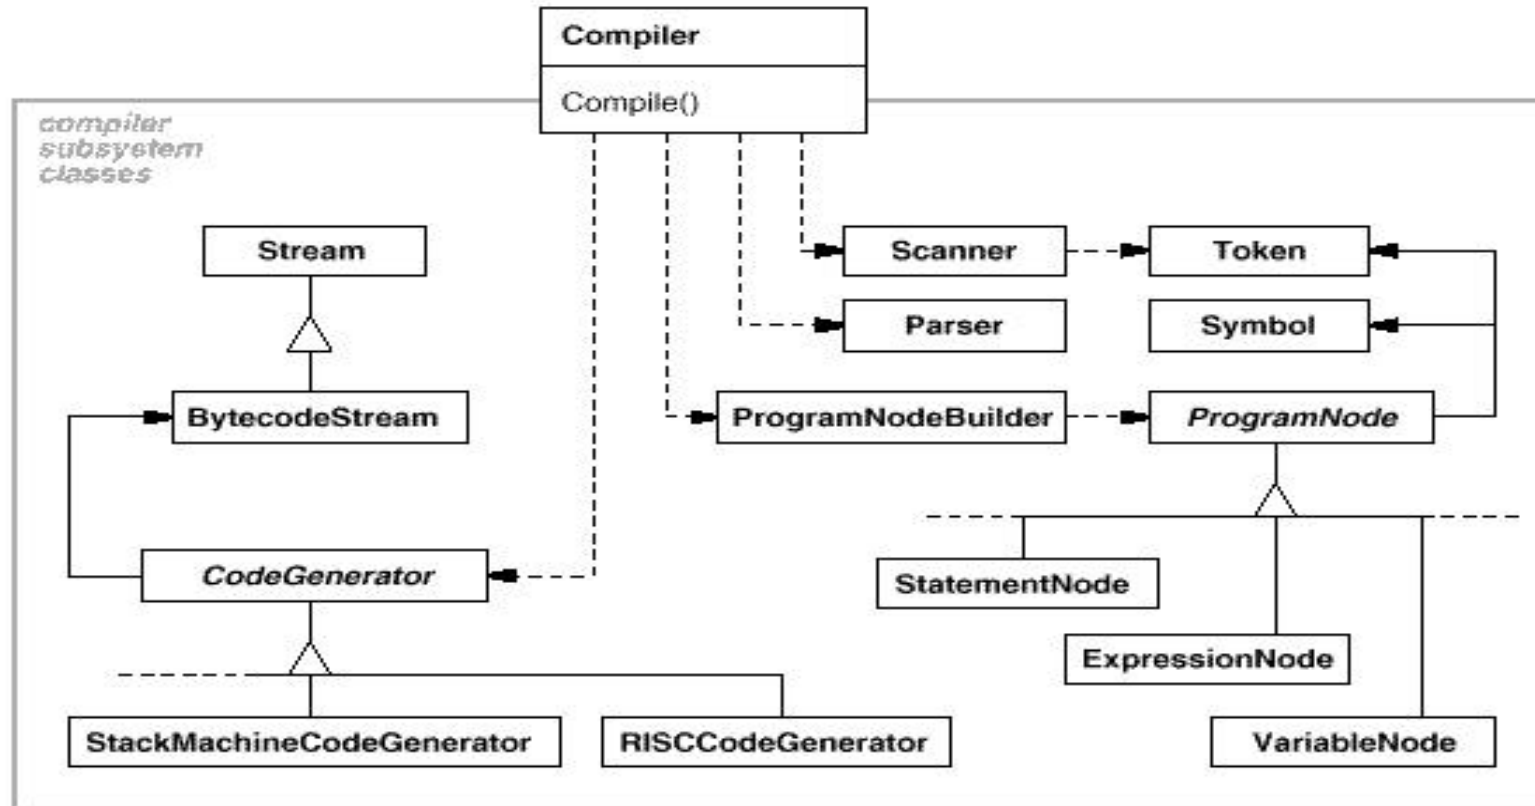 Compiler
Compile()
compiler
subsystem
classes
Stream
Scanner
Token
Parser
Symbol
BytecodeStream
ProgramNodeBuilder
ProgramNode
CodeGenerator
StatementNode
ExpressionNode
StackMachineCodeGenerator
RISCCodeGenerator
VariableNode